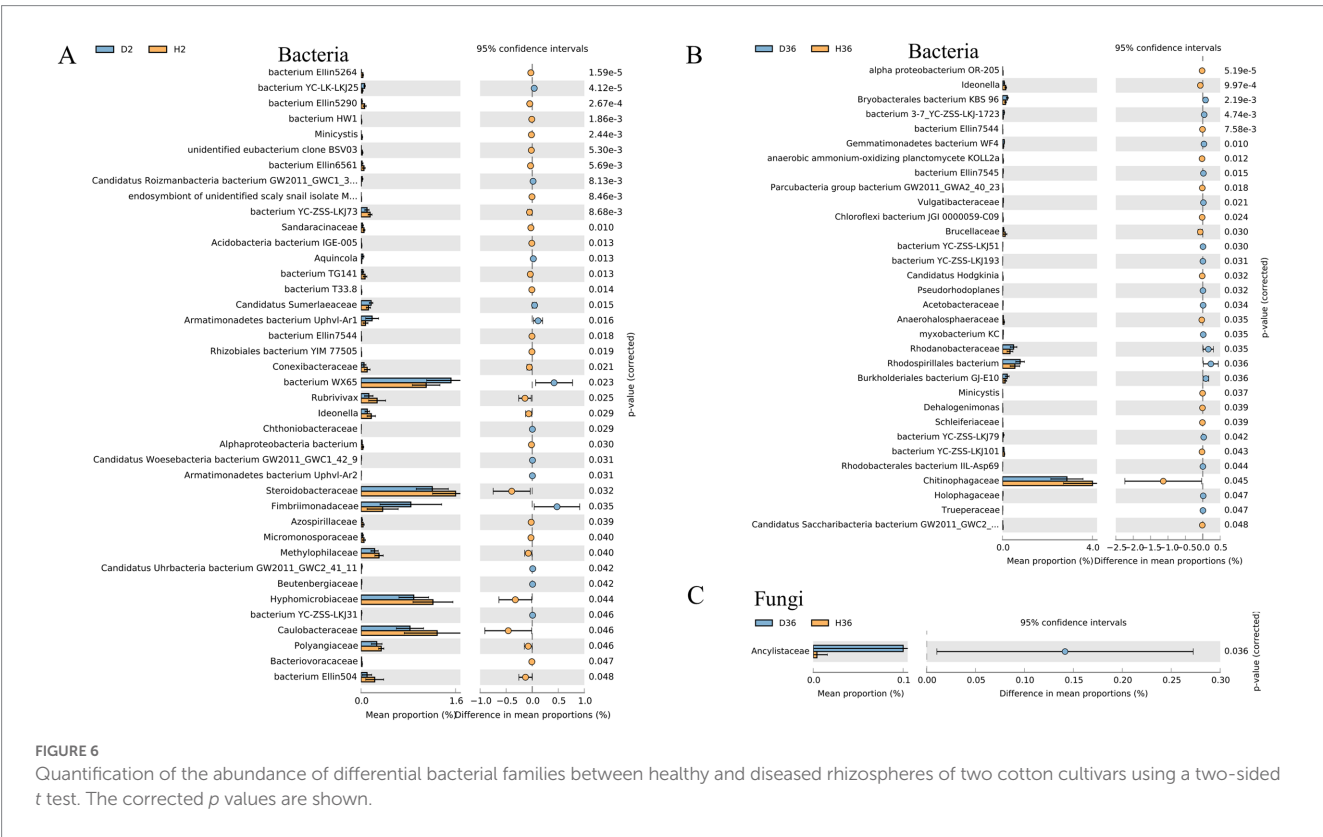 A
D2 H2
Bacteria
95% confidence intervals
bacterium Ellin5264 1.59e-5
bacterium YC-LK-LKJ25 4.12e-5
bacterium Ellin5290 2.67e-4
bacterium HW1 1.86e-3
Minicystis 2.44e-3
unidentified eubacterium clone BSV03 5.30e-3
bacterium Ellin6561 5.69e-3
Candidatus Roizmanbacteria bacterium GW2011_GWC1_3... 8.13e-3
endosymbiont of unidentified scaly snail isolate M... 8.46e-3
bacterium YC-ZSS-LKJ73 8.68e-3
Sandaracinaceae 0.010
Acidobacteria bacterium IGE-005 0.013
Aquincola 0.013
bacterium TG141 0.013
bacterium T33.8 0.014
Candidatus Sumerlaeaceae 0.015
Armatimonadetes bacterium Uphvl-Ar1 0.016
bacterium Ellin7544 0.018
Rhizobiales bacterium YIM 77505 0.019
Conexibacteraceae 0.021
bacterium WX65 0.023
Rubrivivax 0.025
Ideonella 0.029
Chthoniobacteraceae 0.029
Alphaproteobacteria bacterium 0.030
Candidatus Woesebacteria bacterium GW2011_GWC1_42_9 0.031
Armatimonadetes bacterium Uphvl-Ar2 0.031
Steroidobacteraceae 0.032
Fimbriimonadaceae 0.035
Azospirillaceae 0.039
Micromonosporaceae 0.040
Methylophilaceae 0.040
Candidatus Uhrbacteria bacterium GW2011_GWC2_41_11 0.042
Beutenbergiaceae 0.042
Hyphomicrobiaceae 0.044
bacterium YC-ZSS-LKJ31 0.046
Caulobacteraceae 0.046
Polyangiaceae 0.046
Bacteriovoracaceae 0.047
bacterium Ellin504 0.048
p-value (corrected)
0.0 1.6 −1.0 −0.5 0.0 0.5 1.0
Mean proportion (%) Difference in mean proportions (%)
B
D36 H36
Bacteria
95% confidence intervals
alpha proteobacterium OR-205 5.19e-5
Ideonella 9.97e-4
Bryobacterales bacterium KBS 96 2.19e-3
bacterium 3-7_YC-ZSS-LKJ-1723 4.74e-3
bacterium Ellin7544 7.58e-3
Gemmatimonadetes bacterium WF4 0.010
anaerobic ammonium-oxidizing planctomycete KOLL2a 0.012
bacterium Ellin7545 0.015
Parcubacteria group bacterium GW2011_GWA2_40_23 0.018
Vulgatibacteraceae 0.021
Chloroflexi bacterium JGI 0000059-C09 0.024
Brucellaceae 0.030
bacterium YC-ZSS-LKJ51 0.030
bacterium YC-ZSS-LKJ193 0.031
Candidatus Hodgkinia 0.032
Pseudorhodoplanes 0.032
Acetobacteraceae 0.034
Anaerohalosphaeraceae 0.035
myxobacterium KC 0.035
Rhodanobacteraceae 0.035
Rhodospirillales bacterium 0.036
Burkholderiales bacterium GJ-E10 0.036
Minicystis 0.037
Dehalogenimonas 0.039
Schleiferiaceae 0.039
bacterium YC-ZSS-LKJ79 0.042
bacterium YC-ZSS-LKJ101 0.043
Rhodobacterales bacterium IIL-Asp69 0.044
Chitinophagaceae 0.045
Holophagaceae 0.047
Trueperaceae 0.047
Candidatus Saccharibacteria bacterium GW2011_GWC2_... 0.048
p-value (corrected)
0.0 4.0 −2.5−2.0−1.5−1.0−0.50.0 0.5
Mean proportion (%) Difference in mean proportions (%)
C
Fungi
D36 H36
95% confidence intervals
Ancylistaceae 0.036
p-value (corrected)
0.0 0.1 0.00 0.05 0.10 0.15 0.20 0.25 0.30
Mean proportion (%) Difference in mean proportions (%)
FIGURE 6
Quantification of the abundance of differential bacterial families between healthy and diseased rhizospheres of two cotton cultivars using a two-sided
t test. The corrected p values are shown.